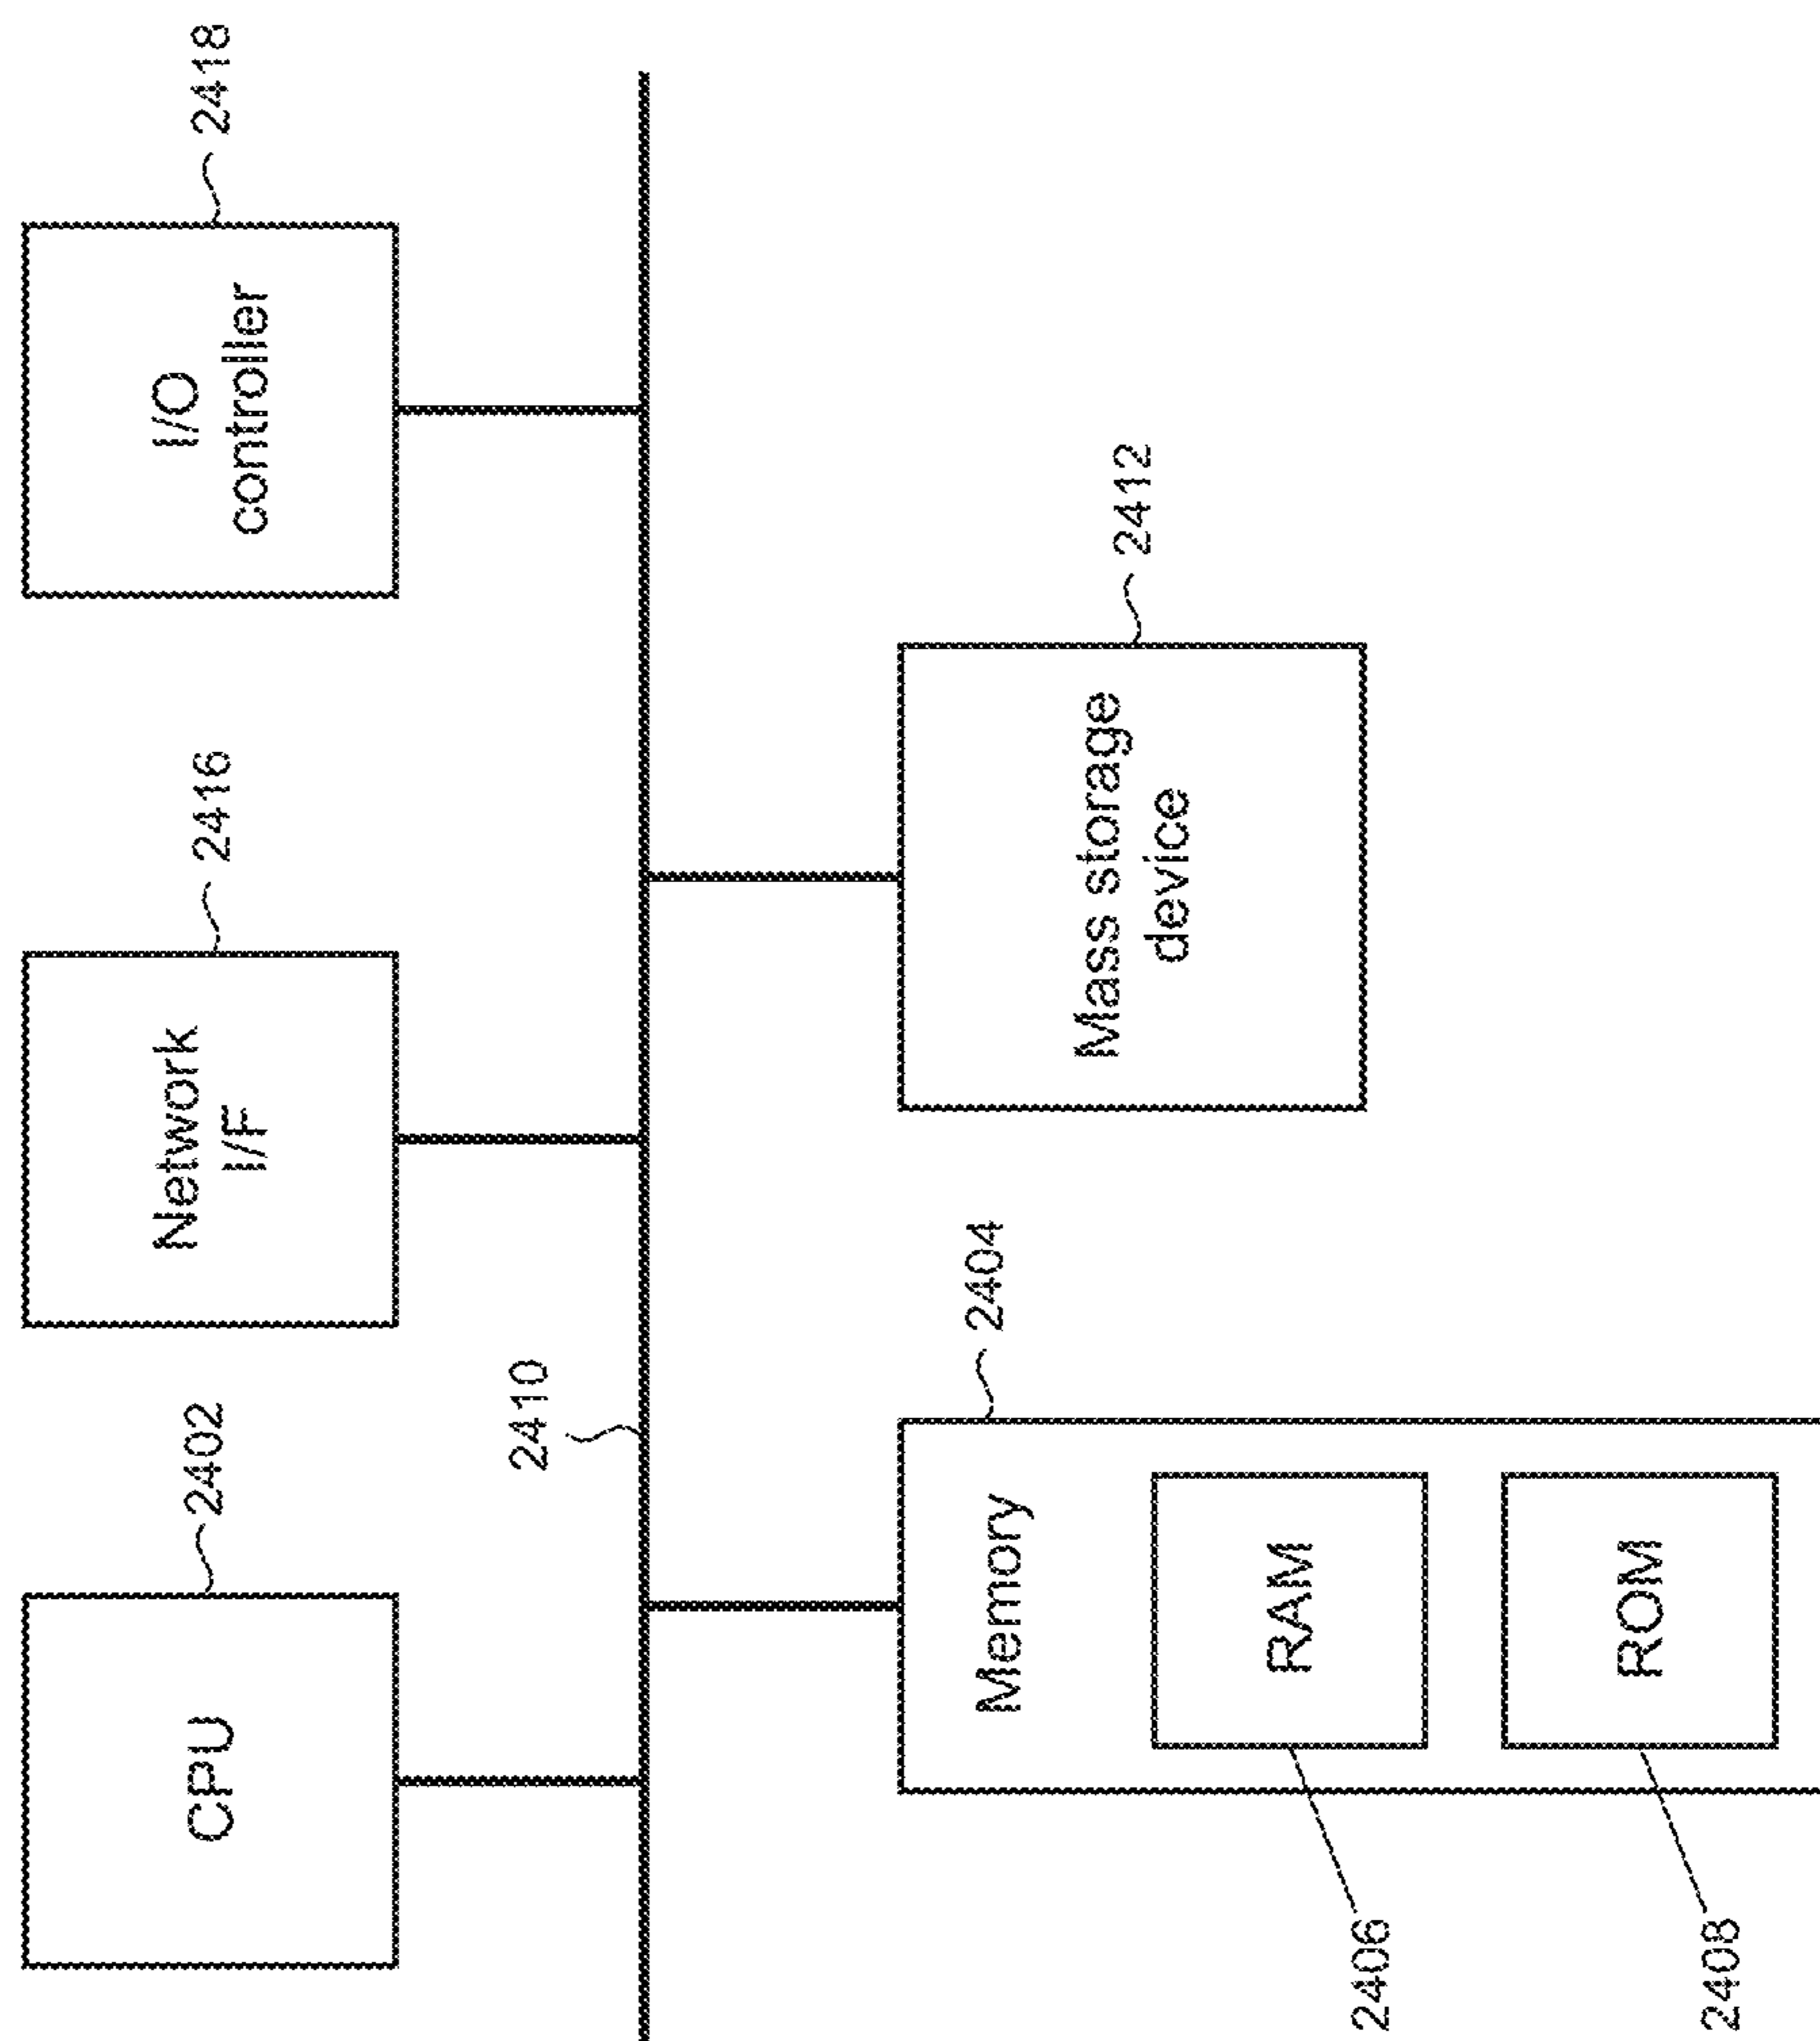 CPU
2402
Network
I/F
2416
I/O
controller
2418
2410
Memory
2404
RAM
2406
ROM
2408
Mass storage
device
2412